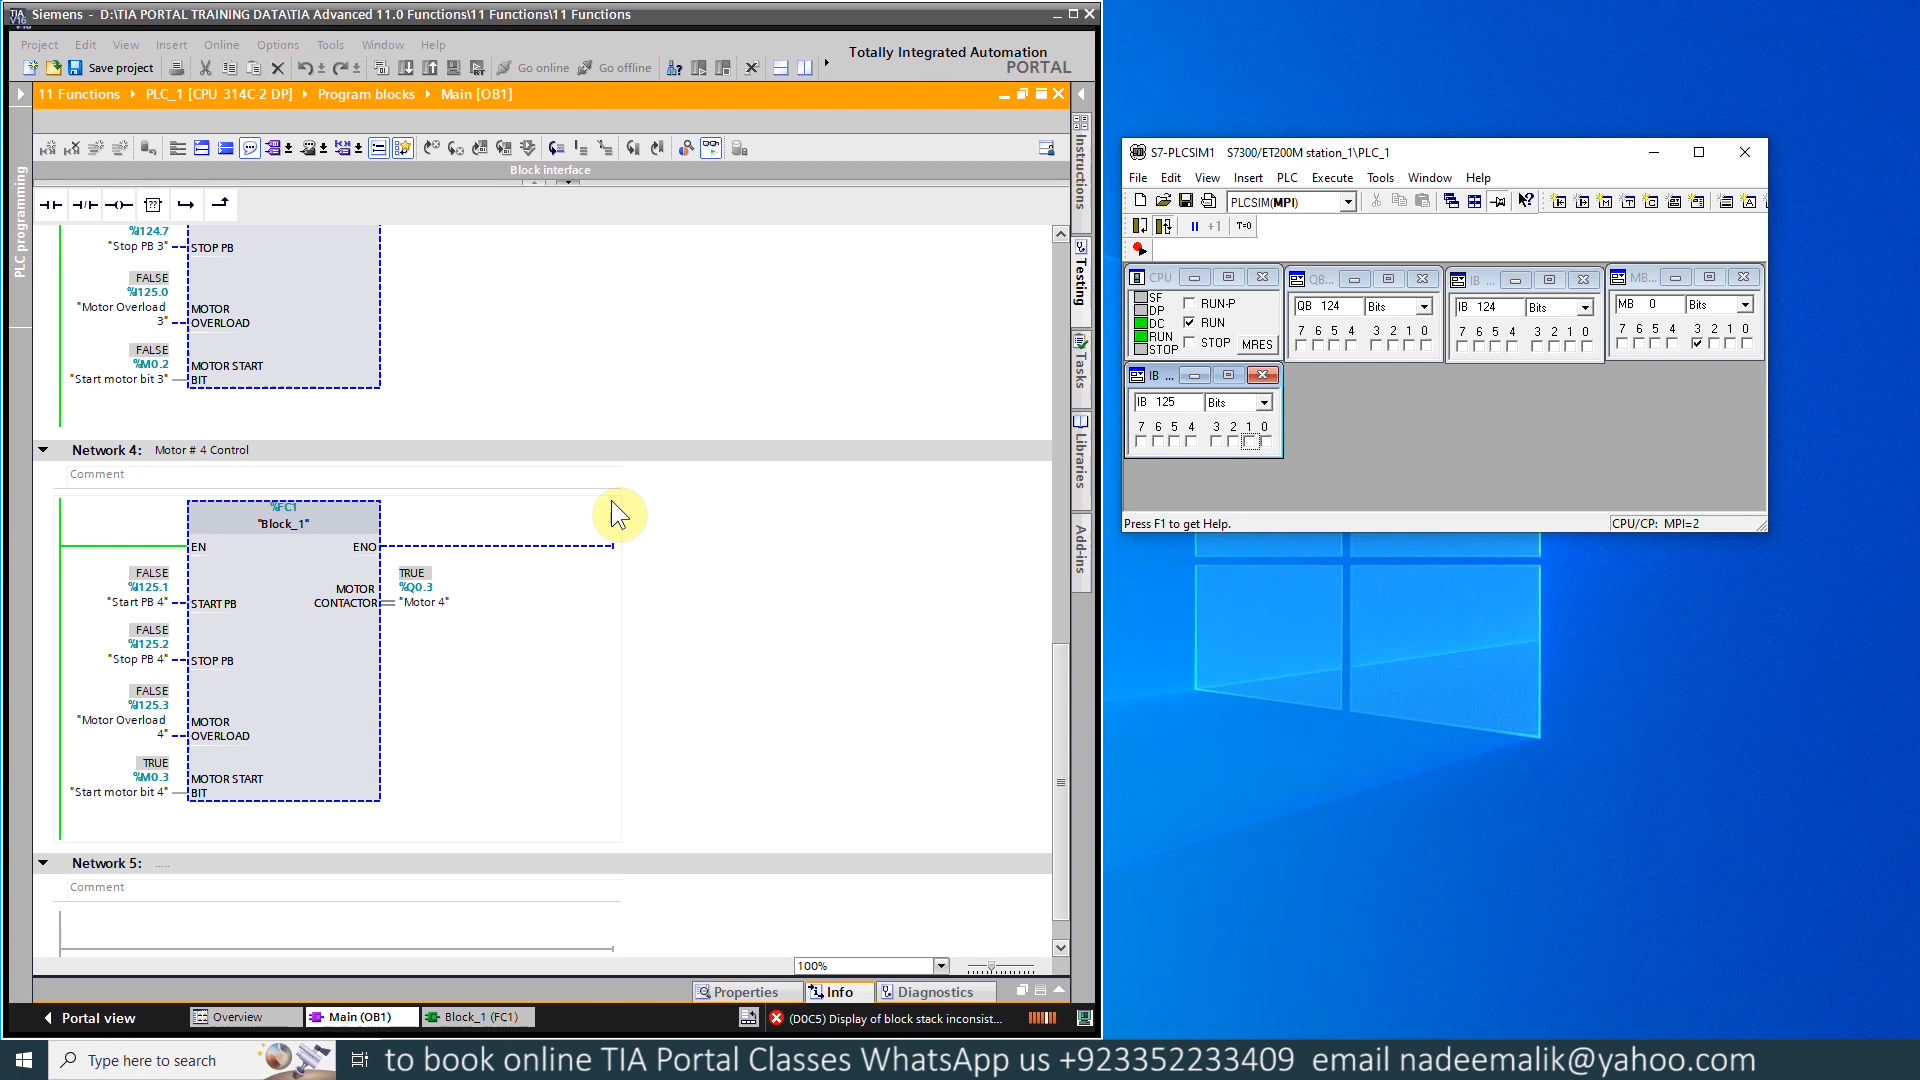 Siemens - D:\TIA PORTAL TRAINING DATA\TIA Advanced 11.0 Functions\11 Functions\11 Functions
Project Edit View Insert Online Options Tools Window Help
Totally Integrated Automation
PORTAL
Save project
Go online
Go offline
11 Functions PLC_1 [CPU 314C-2 DP] Program blocks Main [OB1]
Block interface
PLC programming
Instructions
Testing
Tasks
Libraries
Add-ins
%I124.7
"Stop PB 3"
STOP PB
FALSE
%I125.0
"Motor Overload
3"
MOTOR
OVERLOAD
FALSE
%M0.2
"Start motor bit 3"
MOTOR START
BIT
Network 4: Motor # 4 Control
Comment
%FC1
"Block_1"
EN ENO
FALSE
%I125.1
"Start PB 4"
START PB
MOTOR
CONTACTOR
TRUE
%Q0.3
"Motor 4"
FALSE
%I125.2
"Stop PB 4"
STOP PB
FALSE
%I125.3
"Motor Overload
4"
MOTOR
OVERLOAD
TRUE
%M0.3
"Start motor bit 4"
MOTOR START
BIT
Network 5: .....
Comment
100%
Properties Info Diagnostics
Portal view Overview Main (OB1) Block_1 (FC1) (D0C5) Display of block stack inconsist...
S7-PLCSIM1 S7300/ET200M station_1\PLC_1
File Edit View Insert PLC Execute Tools Window Help
PLCSIM(MPI)
+1 T=0
CPU
SF
DP
DC
RUN
STOP
RUN-P
RUN
STOP
MRES
QB...
QB 124 Bits
7 6 5 4 3 2 1 0
IB ...
IB 124 Bits
7 6 5 4 3 2 1 0
MB...
MB 0 Bits
7 6 5 4 3 2 1 0
IB ...
IB 125 Bits
7 6 5 4 3 2 1 0
Press F1 to get Help.
CPU/CP: MPI=2
Type here to search
to book online TIA Portal Classes WhatsApp us +923352233409 email nadeemalik@yahoo.com